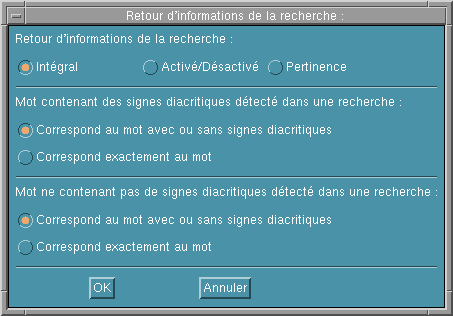 Retour d'informations de la recherche :
Retour d'informations de la recherche :
Intégral Activé/Désactivé Pertinence
Mot contenant des signes diacritiques détecté dans une recherche :
Correspond au mot avec ou sans signes diacritiques
Correspond exactement au mot
Mot ne contenant pas de signes diacritiques détecté dans une recherche :
Correspond au mot avec ou sans signes diacritiques
Correspond exactement au mot
OK Annuler